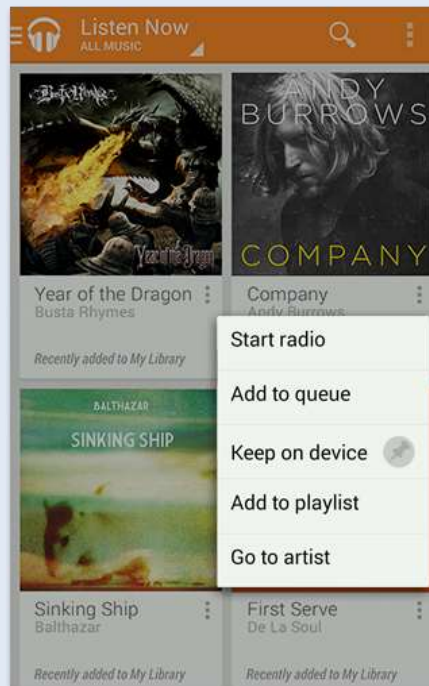 Listen Now
ALL MUSIC
Busta Rhymes
Year of the Dragon
ANDY
BURROWS
COMPANY
Year of the Dragon
Busta Rhymes
Recently added to My Library
Company
Andy Burrows
Start radio
Add to queue
Keep on device
Add to playlist
Go to artist
BALTHAZAR
SINKING SHIP
Sinking Ship
Balthazar
Recently added to My Library
First Serve
De La Soul
Recently added to My Library